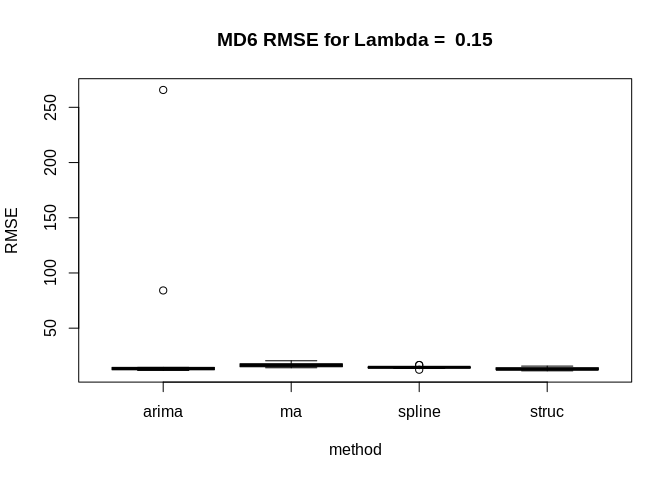 MD6 RMSE for Lambda =  0.15
RMSE
250
200
150
100
50
arima
ma
spline
struc
method